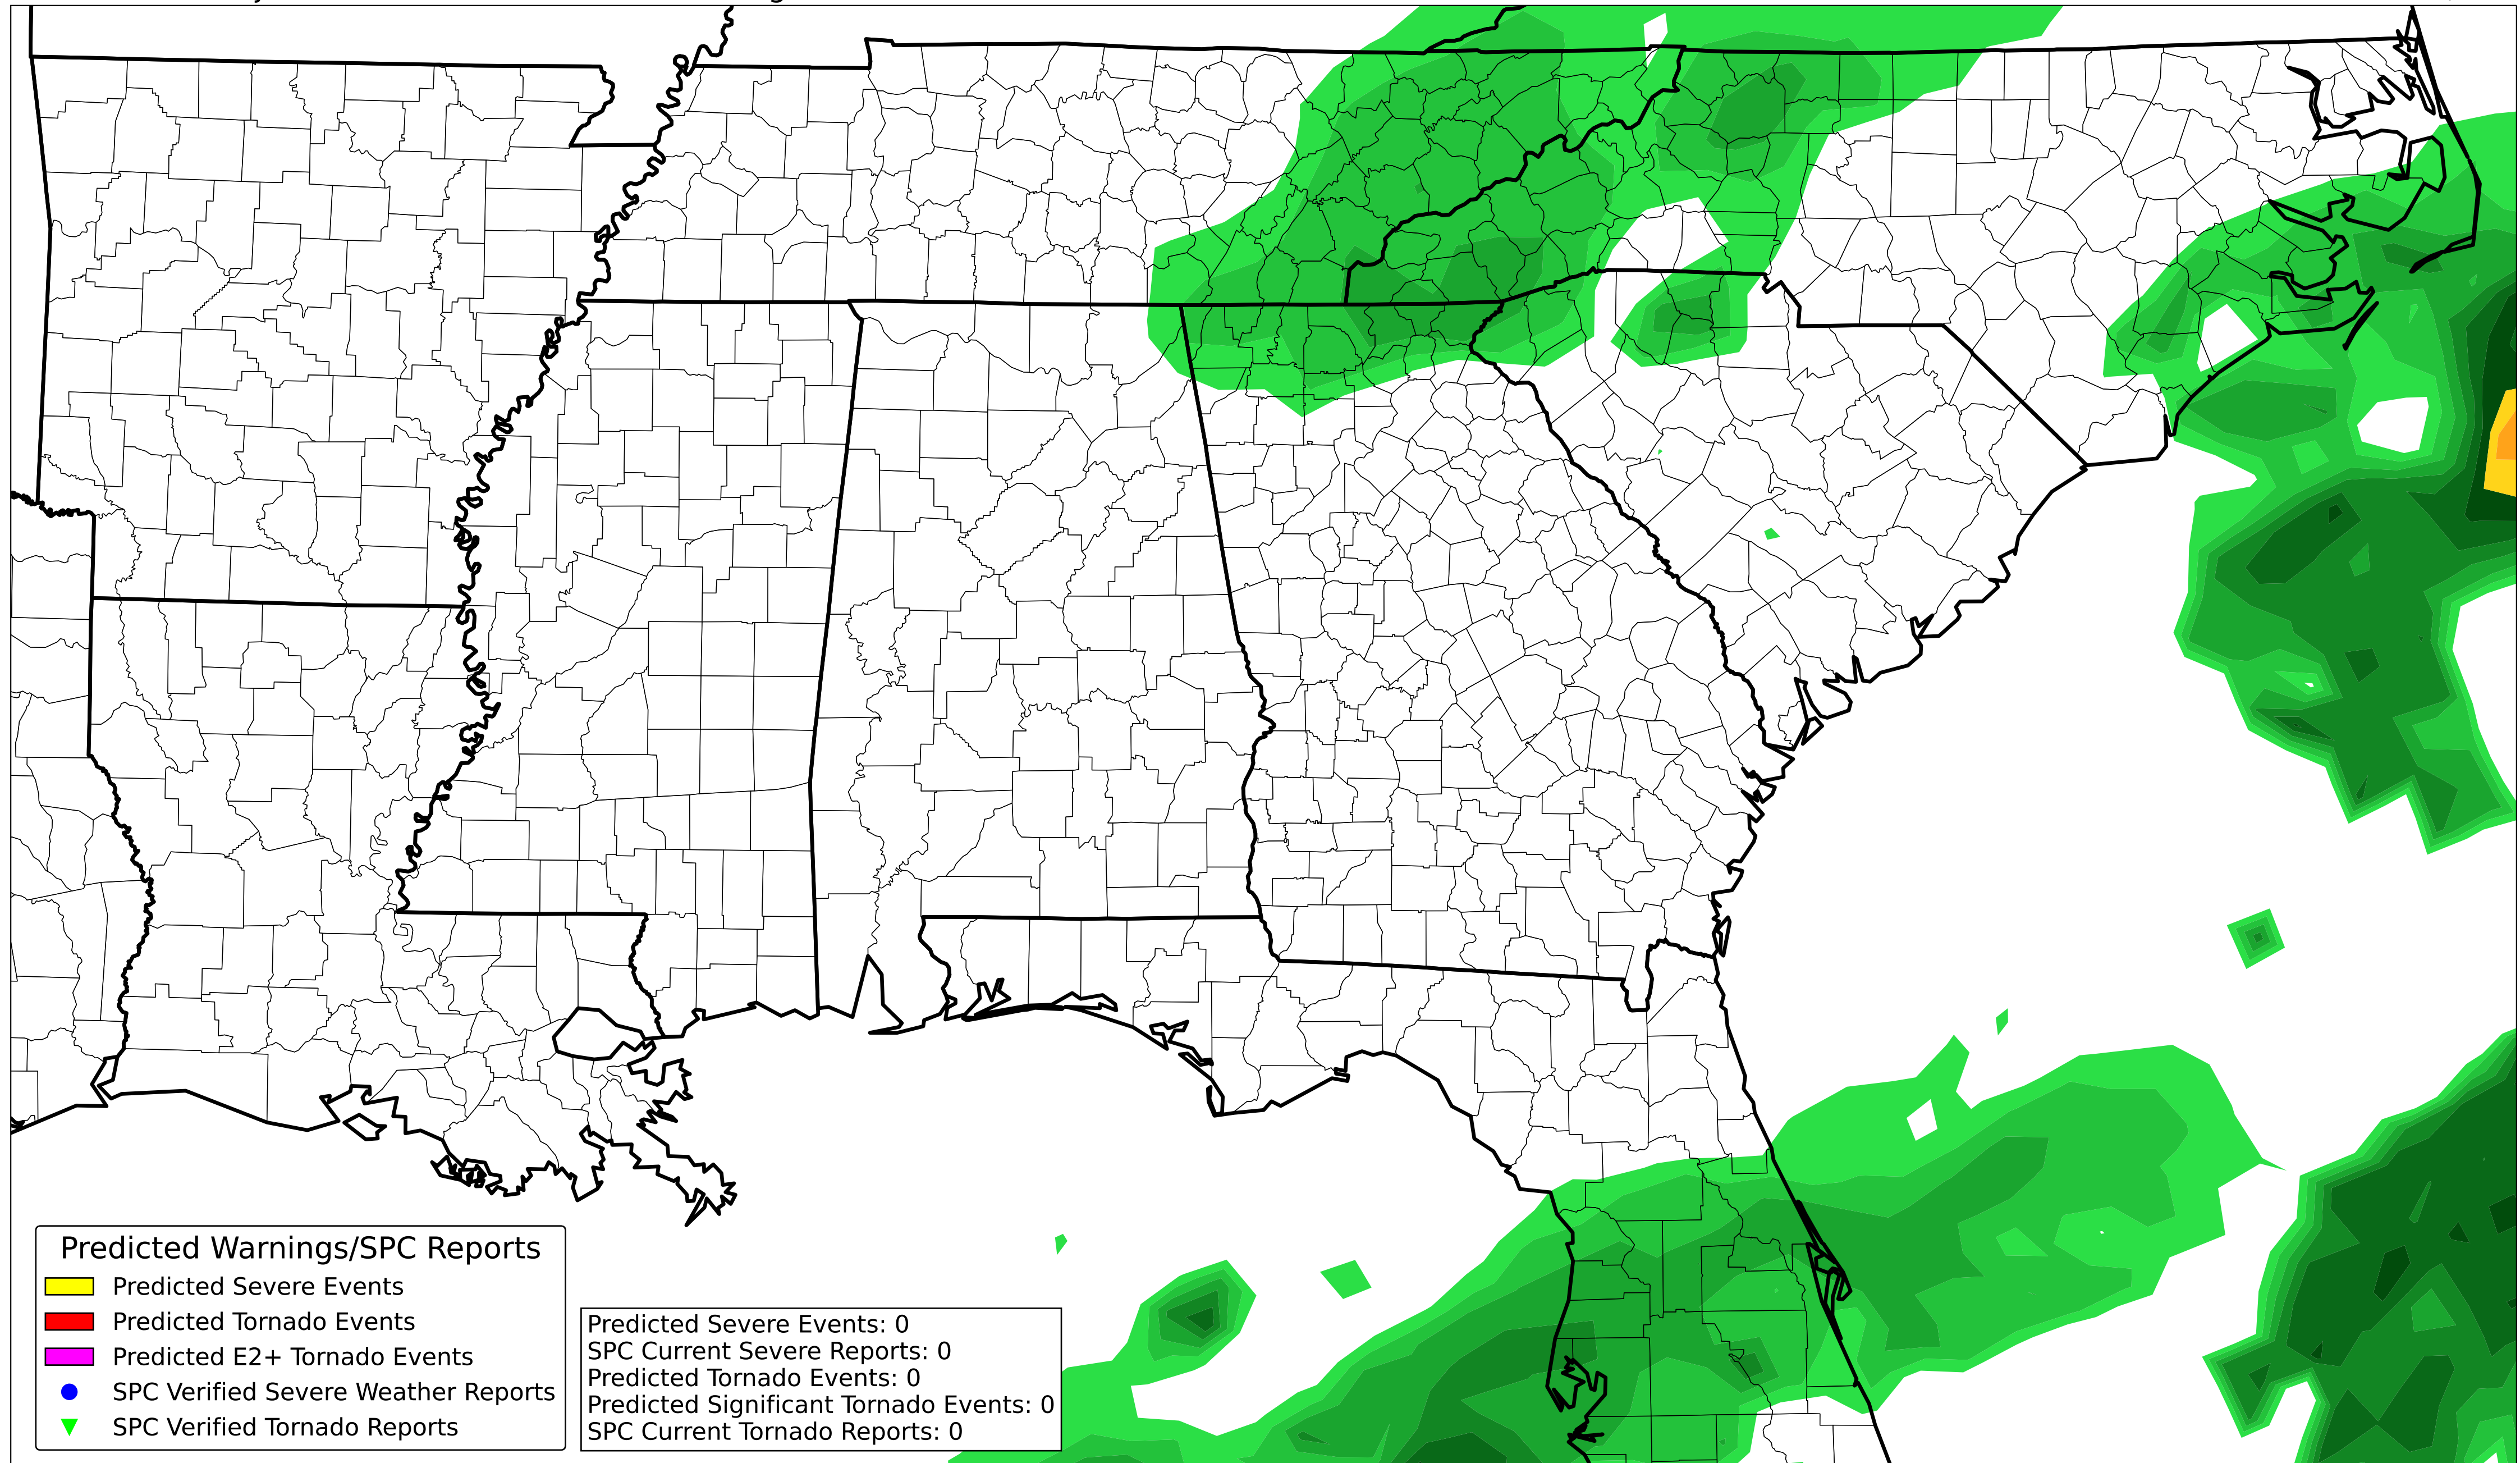 Predicted Warnings/SPC Reports
Predicted Severe Events
Predicted Tornado Events
Predicted E2+ Tornado Events
SPC Verified Severe Weather Reports
SPC Verified Tornado Reports
Predicted Severe Events: 0
SPC Current Severe Reports: 0
Predicted Tornado Events: 0
Predicted Significant Tornado Events: 0
SPC Current Tornado Reports: 0